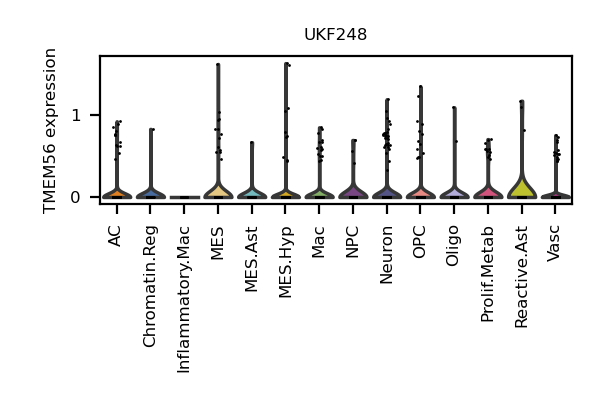 UKF248
TMEM56 expression
1
0
AC
Chromatin.Reg
Inflammatory.Mac
MES
MES.Ast
MES.Hyp
Mac
NPC
Neuron
OPC
Oligo
Prolif.Metab
Reactive.Ast
Vasc